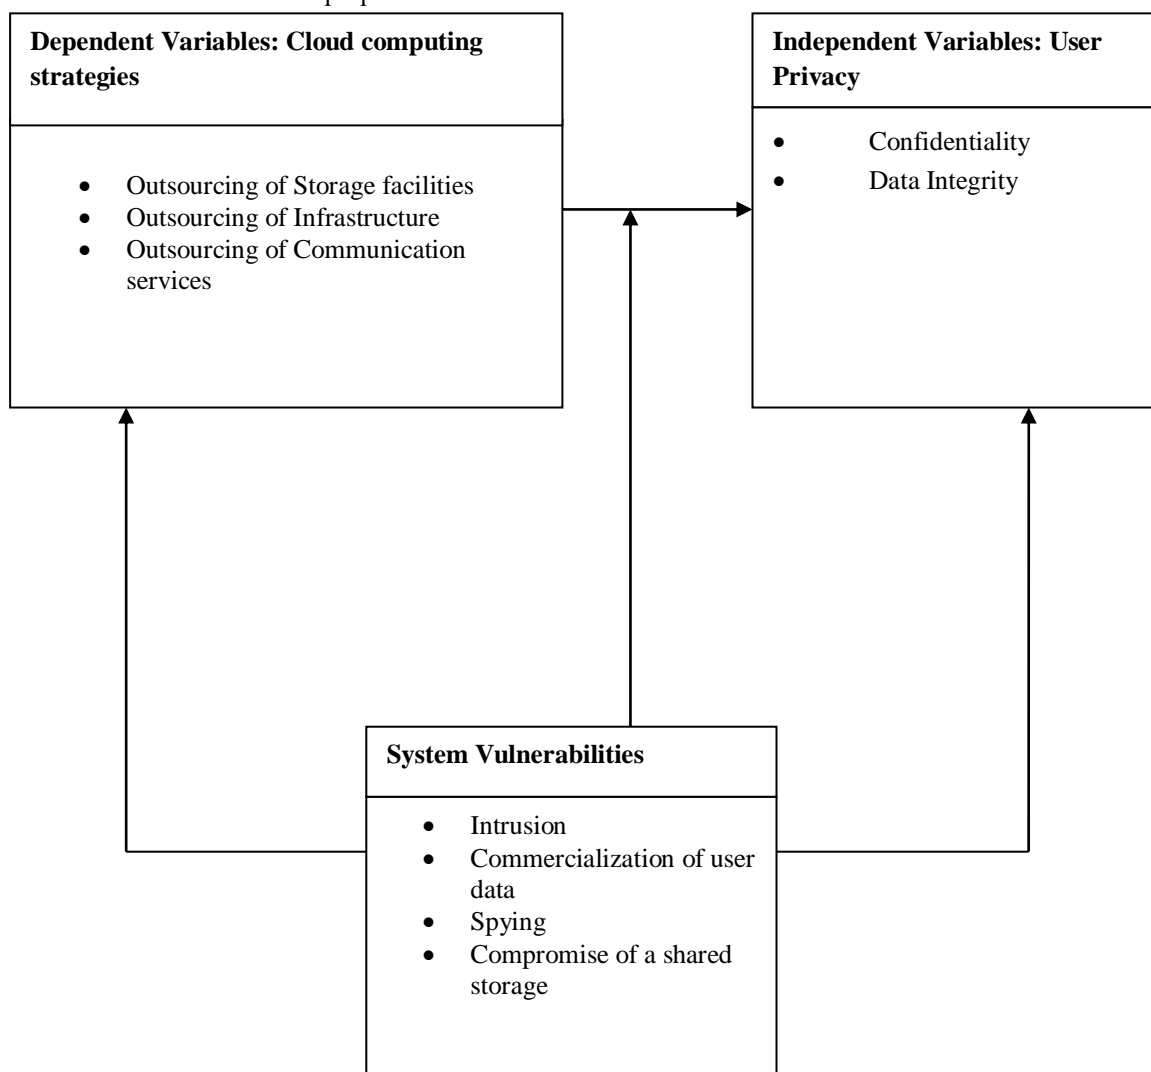 Dependent Variables: Cloud computing
strategies
• Outsourcing of Storage facilities
• Outsourcing of Infrastructure
• Outsourcing of Communication
services
Independent Variables: User
Privacy
• Confidentiality
• Data Integrity
System Vulnerabilities
• Intrusion
• Commercialization of user
data
• Spying
• Compromise of a shared
storage